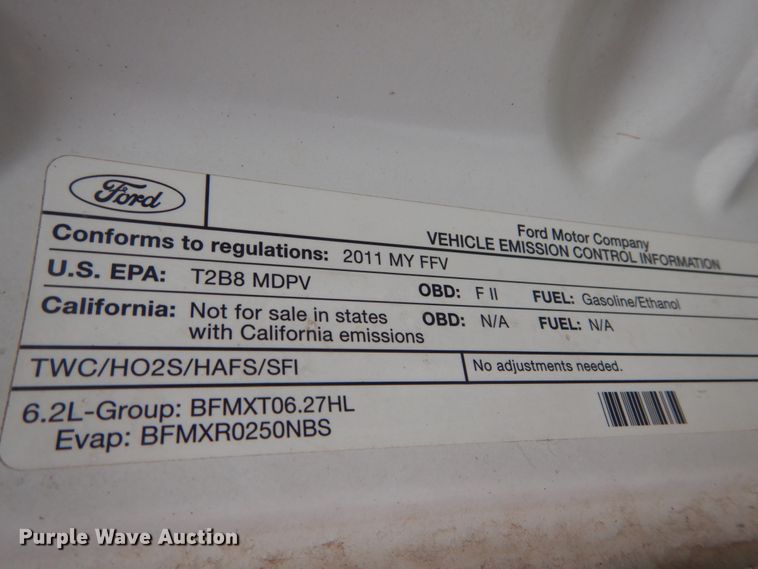 Ford
Ford Motor Company
VEHICLE EMISSION CONTROL INFORMATION
Conforms to regulations: 2011 MY FFV
U.S. EPA: T2B8 MDPV OBD: F II FUEL: Gasoline/Ethanol
California: Not for sale in states with California emissions OBD: N/A FUEL: N/A
TWC/HO2S/HAFS/SFI No adjustments needed.
6.2L-Group: BFMXT06.27HL
Evap: BFMXR0250NBS
Purple Wave Auction